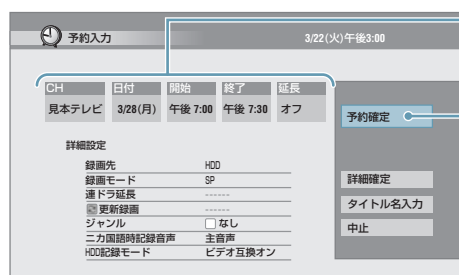 予約入力
3/22(火)午後3:00
CH 日付 開始 終了 延長
見本テレビ 3/28(月) 午後 7:00 午後 7:30 オフ
予約確定
詳細設定
録画先 HDD
録画モード SP
連ドラ延長 ------
更新録画 ------
ジャンル なし
二カ国語時記録音声 主音声
HDD記録モード ビデオ互換オン
詳細確定
タイトル名入力
中止